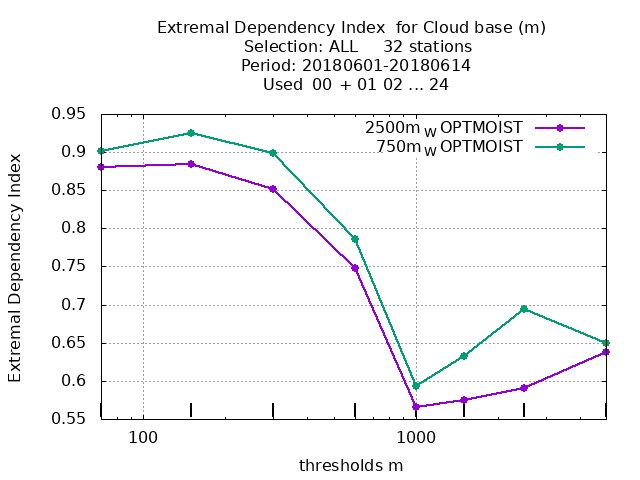 Extremal Dependency Index  for Cloud base (m)
Selection: ALL     32 stations
Period: 20180601-20180614
Used  00  + 01 02 ... 24
2500m W OPTMOIST
750m W OPTMOIST
0.95
0.9
0.85
0.8
0.75
0.7
0.65
0.6
0.55
Extremal Dependency Index
100
1000
thresholds m